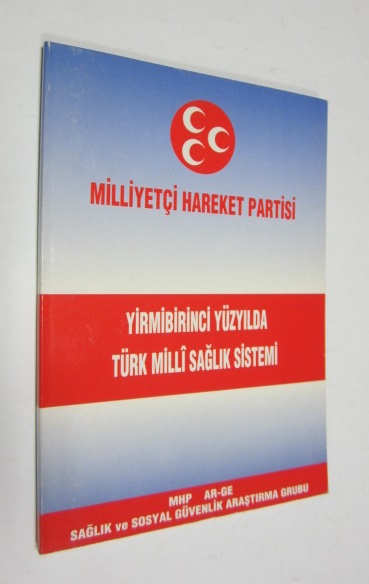 MİLLİYETÇİ HAREKET PARTİSİ
YİRMİBİRİNCİ YÜZYILDA
TÜRK MİLLÎ SAĞLIK SİSTEMİ
MHP AR-GE
SAĞLIK ve SOSYAL GÜVENLİK ARAŞTIRMA GRUBU